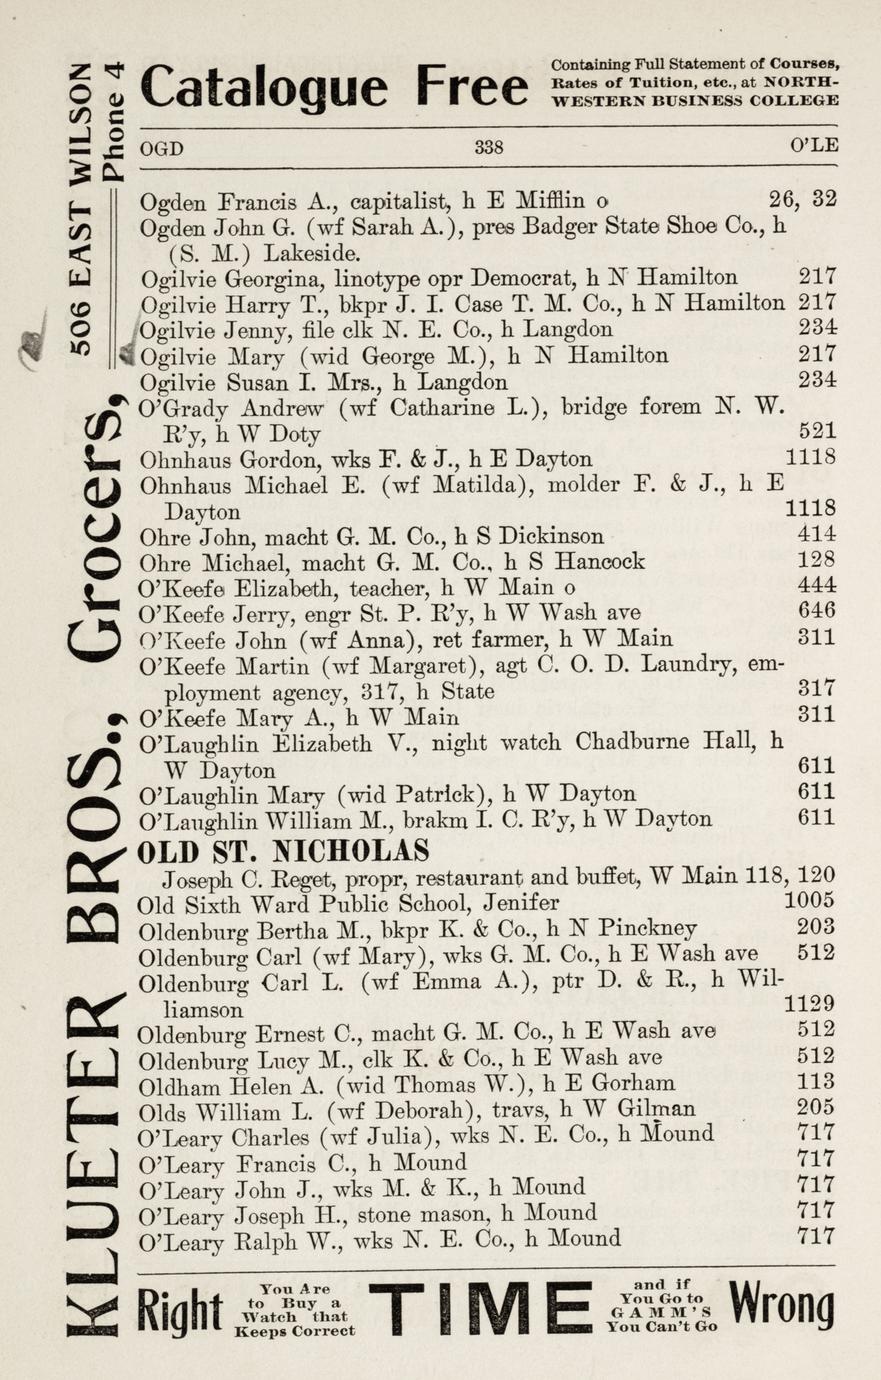 Catalogue Free
Containing Full Statement of Courses,
Rates of Tuition, etc., at NORTH-
WESTERN BUSINESS COLLEGE
OGD 338 O'LE
Ogden Francis A., capitalist, h E Mifflin o 26, 32
Ogden John G. (wf Sarah A.), pres Badger State Shoe Co., h
(S. M.) Lakeside.
Ogilvie Georgina, linotype opr Democrat, h N Hamilton 217
Ogilvie Harry T., bkpr J. I. Case T. M. Co., h N Hamilton 217
Ogilvie Jenny, file clk N. E. Co., h Langdon 234
Ogilvie Mary (wid George M.), h N Hamilton 217
Ogilvie Susan I. Mrs., h Langdon 234
O'Grady Andrew (wf Catharine L.), bridge forem N. W.
R'y, h W Doty 521
Ohnhaus Gordon, wks F. & J., h E Dayton 1118
Ohnhaus Michael E. (wf Matilda), molder F. & J., h E
Dayton 1118
Ohre John, macht G. M. Co., h S Dickinson 414
Ohre Michael, macht G. M. Co., h S Hancock 128
O'Keefe Elizabeth, teacher, h W Main o 444
O'Keefe Jerry, engr St. P. R'y, h W Wash ave 646
O'Keefe John (wf Anna), ret farmer, h W Main 311
O'Keefe Martin (wf Margaret), agt C. O. D. Laundry, em-
ployment agency, 317, h State 317
O'Keefe Mary A., h W Main 311
O'Laughlin Elizabeth V., night watch Chadburne Hall, h
W Dayton 611
O'Laughlin Mary (wid Patrick), h W Dayton 611
O'Laughlin William M., brakm I. C. R'y, h W Dayton 611
OLD ST. NICHOLAS
Joseph C. Reget, propr, restaurant and buffet, W Main 118, 120
Old Sixth Ward Public School, Jenifer 1005
Oldenburg Bertha M., bkpr K. & Co., h N Pinckney 203
Oldenburg Carl (wf Mary), wks G. M. Co., h E Wash ave 512
Oldenburg Carl L. (wf Emma A.), ptr D. & R., h Wil-
liamson 1129
Oldenburg Ernest C., macht G. M. Co., h E Wash ave 512
Oldenburg Lucy M., clk K. & Co., h E Wash ave 512
Oldham Helen A. (wid Thomas W.), h E Gorham 113
Olds William L. (wf Deborah), travs, h W Gilman 205
O'Leary Charles (wf Julia), wks N. E. Co., h Mound 717
O'Leary Francis C., h Mound 717
O'Leary John J., wks M. & K., h Mound 717
O'Leary Joseph H., stone mason, h Mound 717
O'Leary Ralph W., wks N. E. Co., h Mound 717
KLUETER BROS., Grocers,
506 EAST WILSON
Phone 4
Right
You Are
to Buy a
Watch that
Keeps Correct
TIME
and if
You Go to
GAMM'S
You Can't Go
Wrong